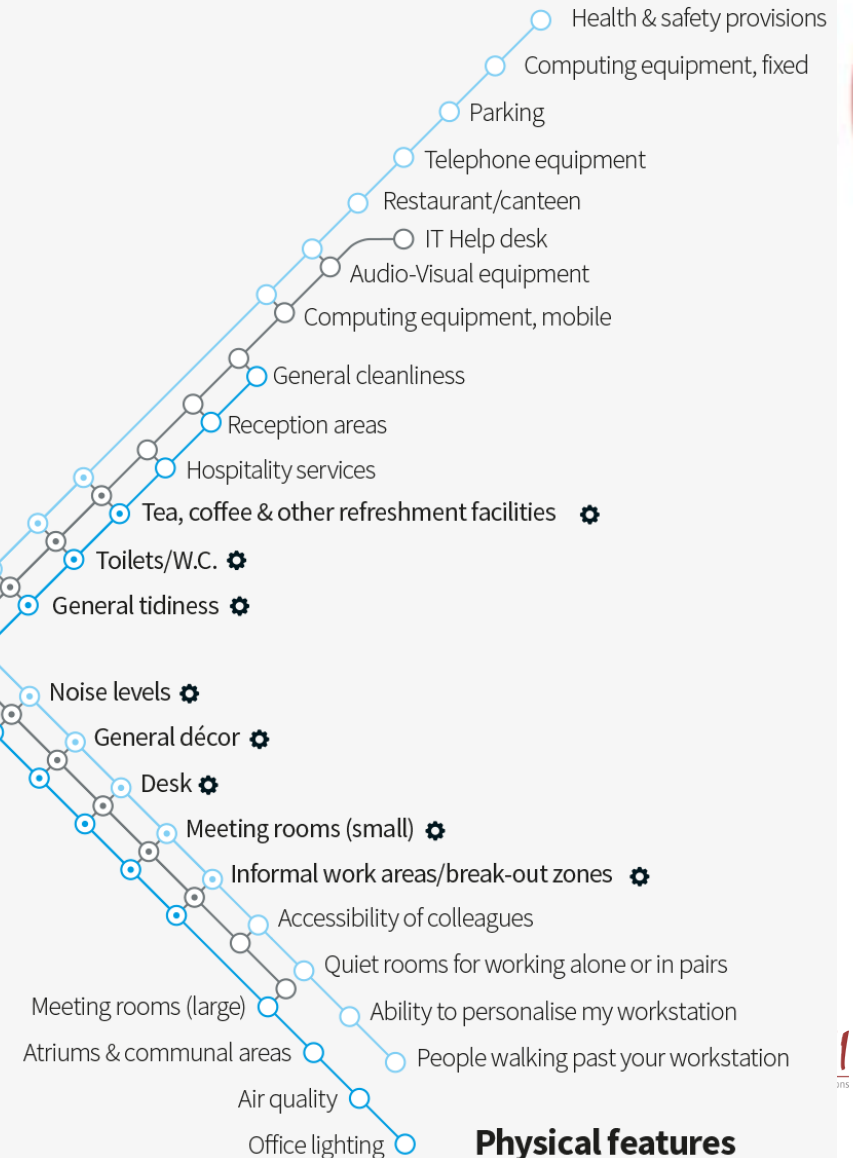 Health & safety provisions
Computing equipment, fixed
Parking
Telephone equipment
Restaurant/canteen
IT Help desk
Audio-Visual equipment
Computing equipment, mobile
General cleanliness
Reception areas
Hospitality services
Tea, coffee & other refreshment facilities
Toilets/W.C.
General tidiness
Noise levels
General décor
Desk
Meeting rooms (small)
Informal work areas/break-out zones
Accessibility of colleagues
Quiet rooms for working alone or in pairs
Meeting rooms (large)
Ability to personalise my workstation
Atriums & communal areas
People walking past your workstation
Air quality
Office lighting
Physical features